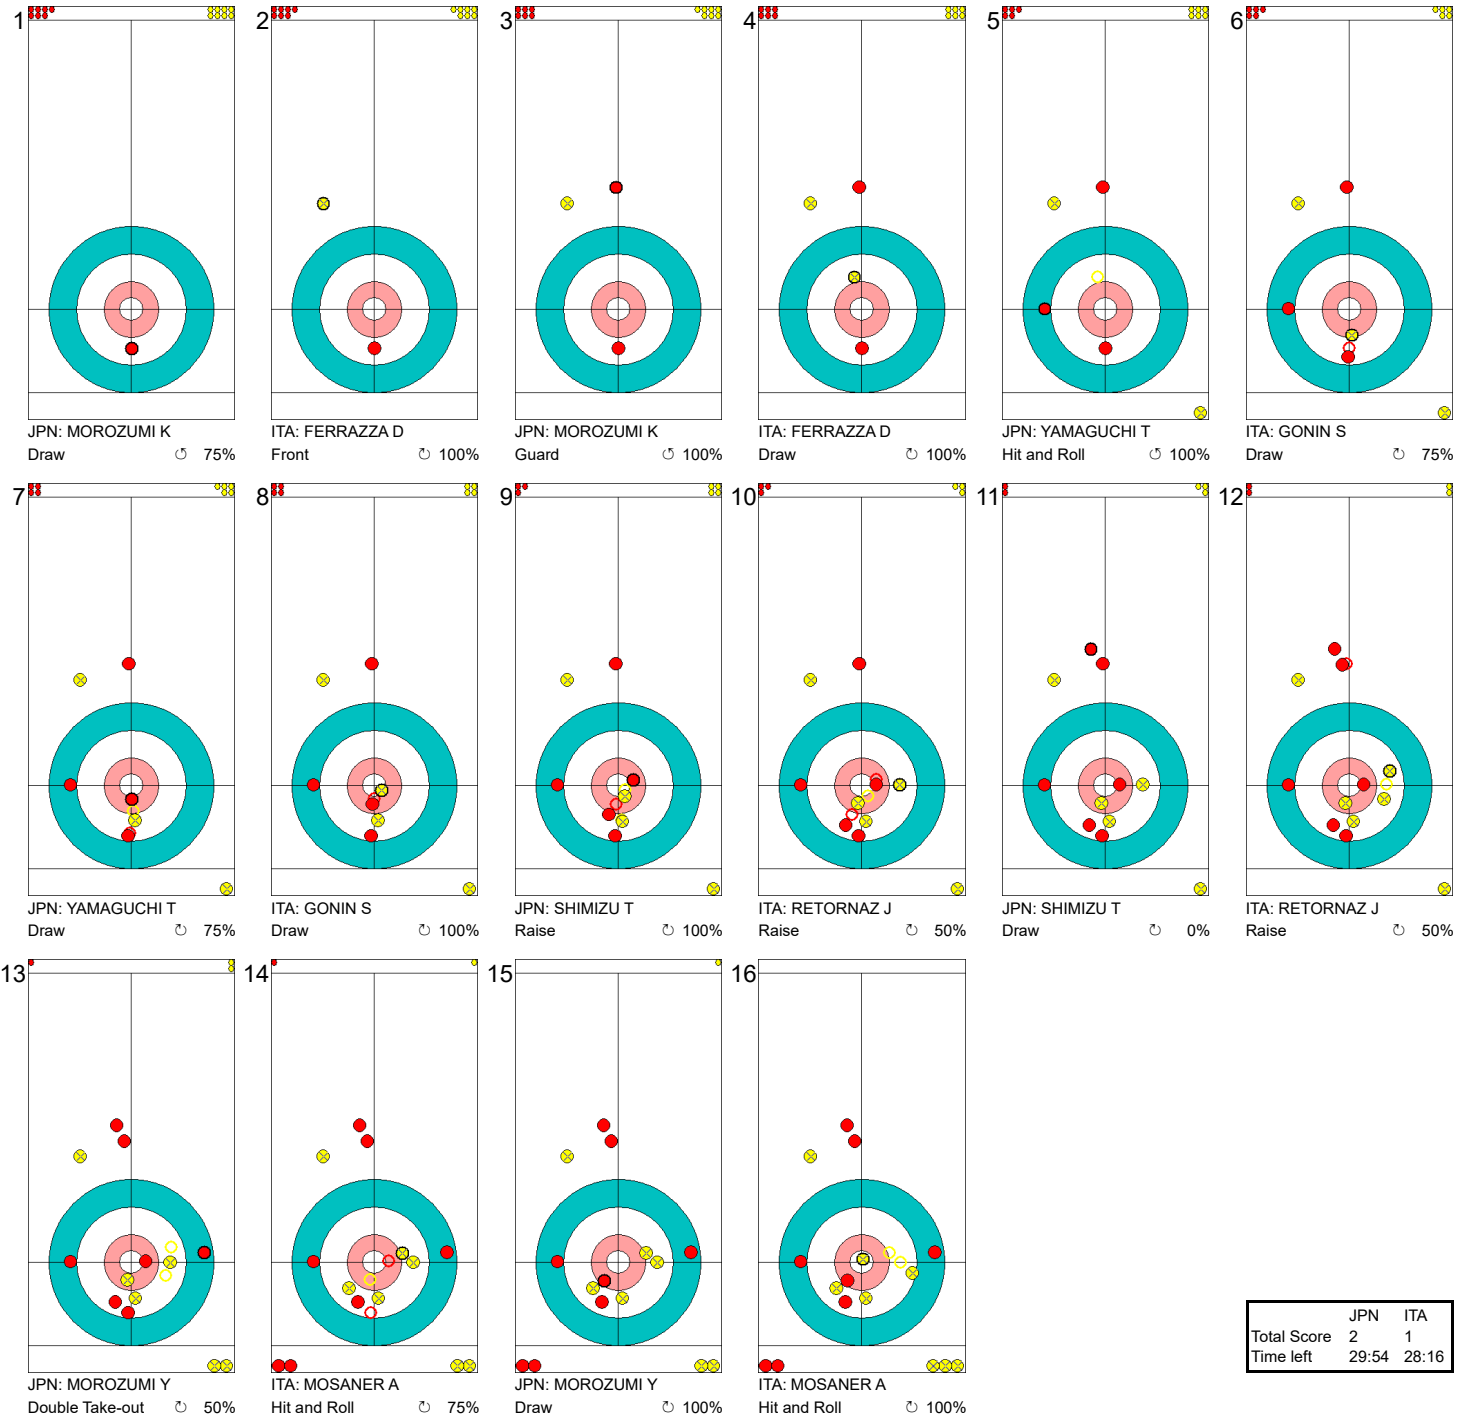 1
2
3
4
5
6
JPN: MOROZUMI K
Draw ↺ 75%
ITA: FERRAZZA D
Front ↻ 100%
JPN: MOROZUMI K
Guard ↻ 100%
ITA: FERRAZZA D
Draw ↻ 100%
JPN: YAMAGUCHI T
Hit and Roll ↺ 100%
ITA: GONIN S
Draw ↻ 75%
7
8
9
10
11
12
JPN: YAMAGUCHI T
Draw ↻ 75%
ITA: GONIN S
Draw ↻ 100%
JPN: SHIMIZU T
Raise ↻ 100%
ITA: RETORNAZ J
Raise ↻ 50%
JPN: SHIMIZU T
Draw ↻ 0%
ITA: RETORNAZ J
Raise ↻ 50%
13
14
15
16
JPN: MOROZUMI Y
Double Take-out ↻ 50%
ITA: MOSANER A
Hit and Roll ↻ 75%
JPN: MOROZUMI Y
Draw ↻ 100%
ITA: MOSANER A
Hit and Roll ↻ 100%
JPN ITA
Total Score 2 1
Time left 29:54 28:16